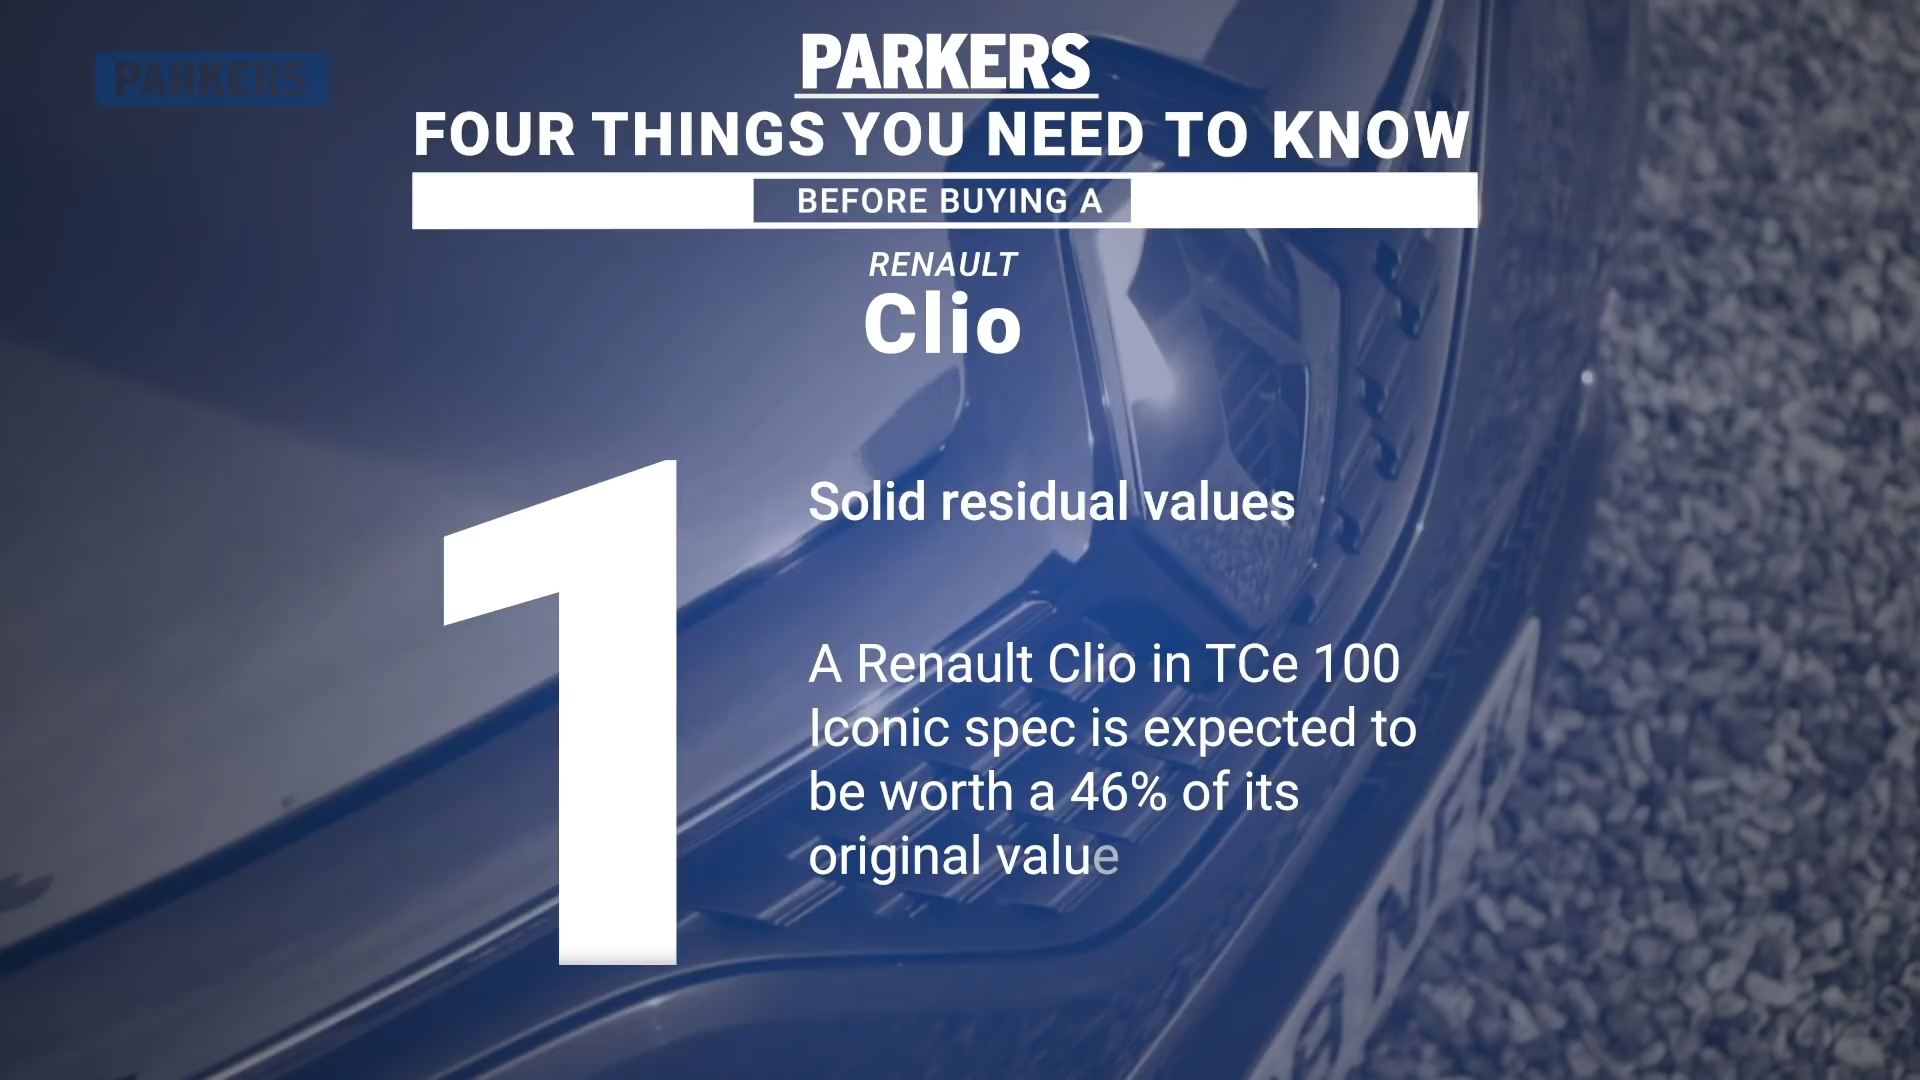 PARKERS
PARKERS
FOUR THINGS YOU NEED TO KNOW
BEFORE BUYING A
RENAULT
Clio
1
Solid residual values
A Renault Clio in TCe 100
Iconic spec is expected to
be worth a 46% of its
original value